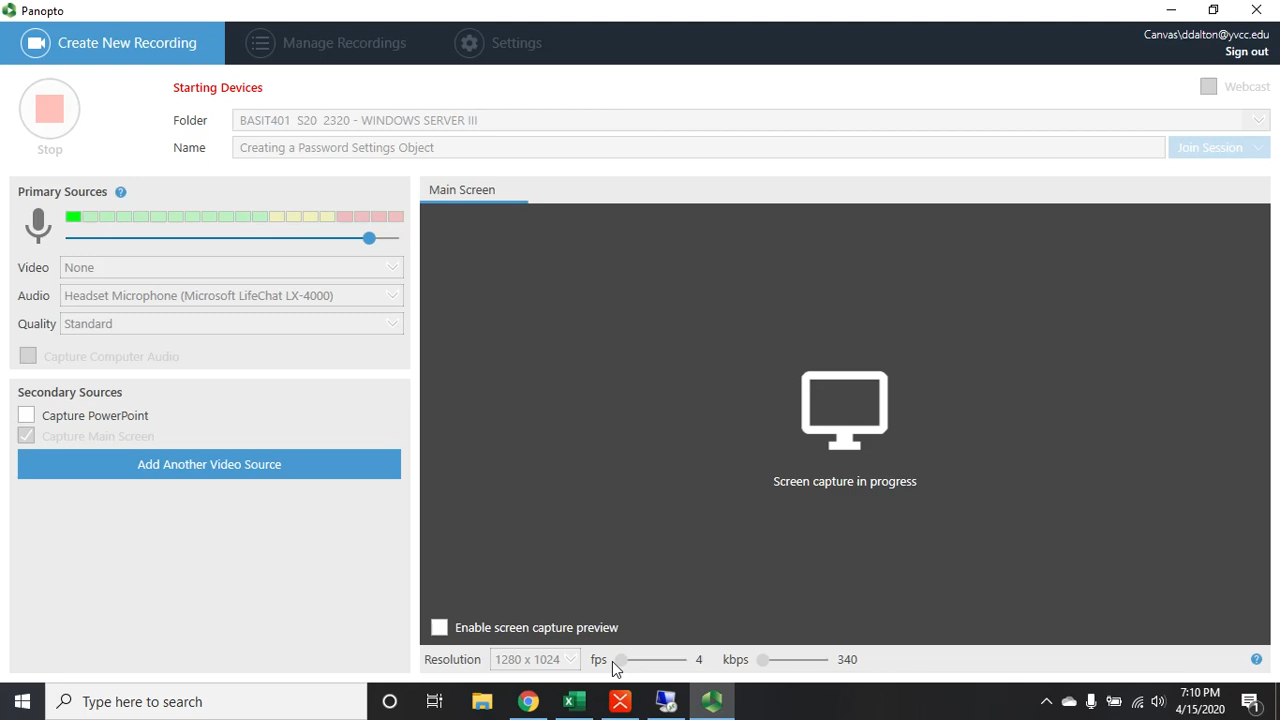 Panopto
Create New Recording
Manage Recordings
Settings
Canvas\ddalton@yvcc.edu
Sign out
Starting Devices
Webcast
Folder
BASIT401 S20 2320 - WINDOWS SERVER III
Stop
Name
Creating a Password Settings Object
Join Session
Primary Sources ?
Main Screen
Video
None
Audio
Headset Microphone (Microsoft LifeChat LX-4000)
Quality
Standard
Capture Computer Audio
Secondary Sources
Capture PowerPoint
Capture Main Screen
Add Another Video Source
Screen capture in progress
Enable screen capture preview
Resolution
1280 x 1024
fps
4
kbps
340
?
Type here to search
7:10 PM
4/15/2020
1